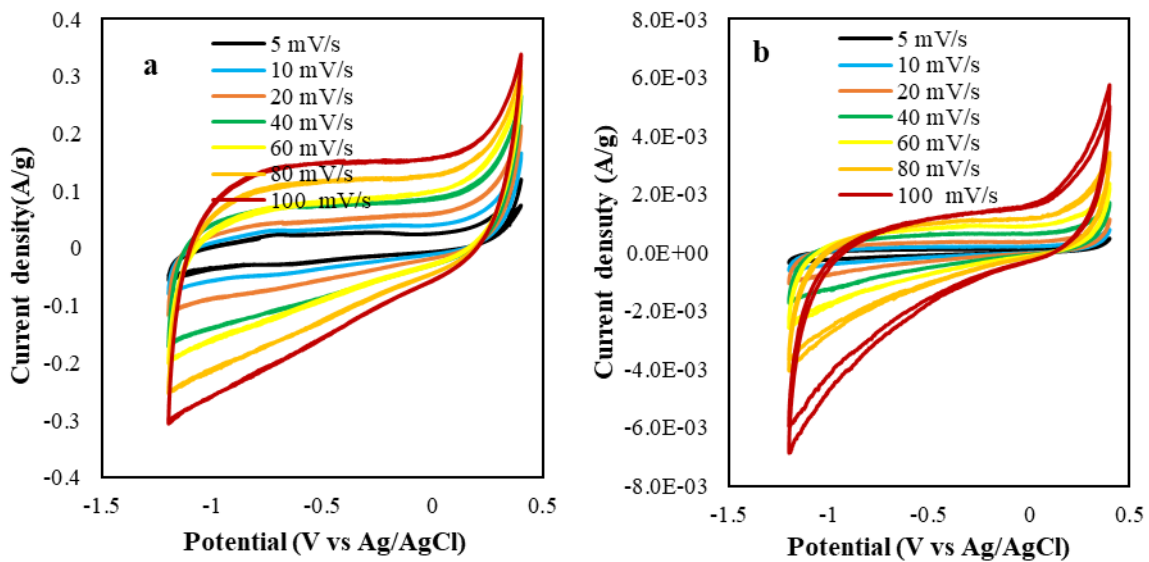 a
5 mV/s
10 mV/s
20 mV/s
40 mV/s
60 mV/s
80 mV/s
100 mV/s
0.4
0.3
0.2
0.1
0
-0.1
-0.2
-0.3
-0.4
Current density(A/g)
-1.5
-1
-0.5
0
0.5
Potential (V vs Ag/AgCl)
b
5 mV/s
10 mV/s
20 mV/s
40 mV/s
60 mV/s
80 mV/s
100 mV/s
8.0E-03
6.0E-03
4.0E-03
2.0E-03
0.0E+00
-2.0E-03
-4.0E-03
-6.0E-03
-8.0E-03
Current densuty (A/g)
-1.5
-1
-0.5
0
0.5
Potential (V vs Ag/AgCl)